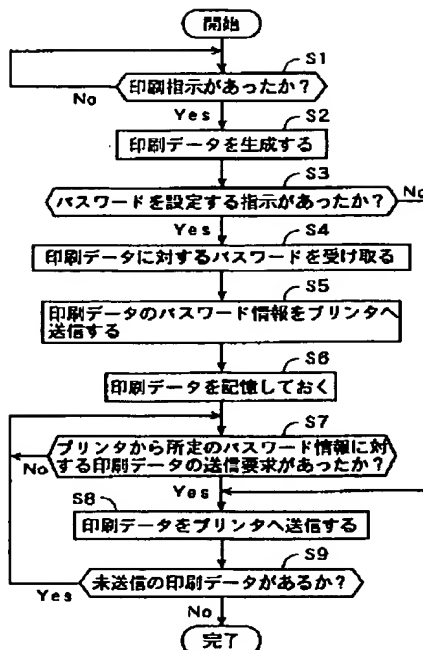 開始
S1
印刷指示があったか?
No
Yes
S2
印刷データを生成する
S3
パスワードを設定する指示があったか?
No
Yes
S4
印刷データに対するパスワードを受け取る
S5
印刷データのパスワード情報をプリンタへ
送信する
S6
印刷データを記憶しておく
S7
プリンタから所定のパスワード情報に対
する印刷データの送信要求があったか?
No
Yes
S8
印刷データをプリンタへ送信する
S9
未送信の印刷データがあるか?
Yes
No
完了